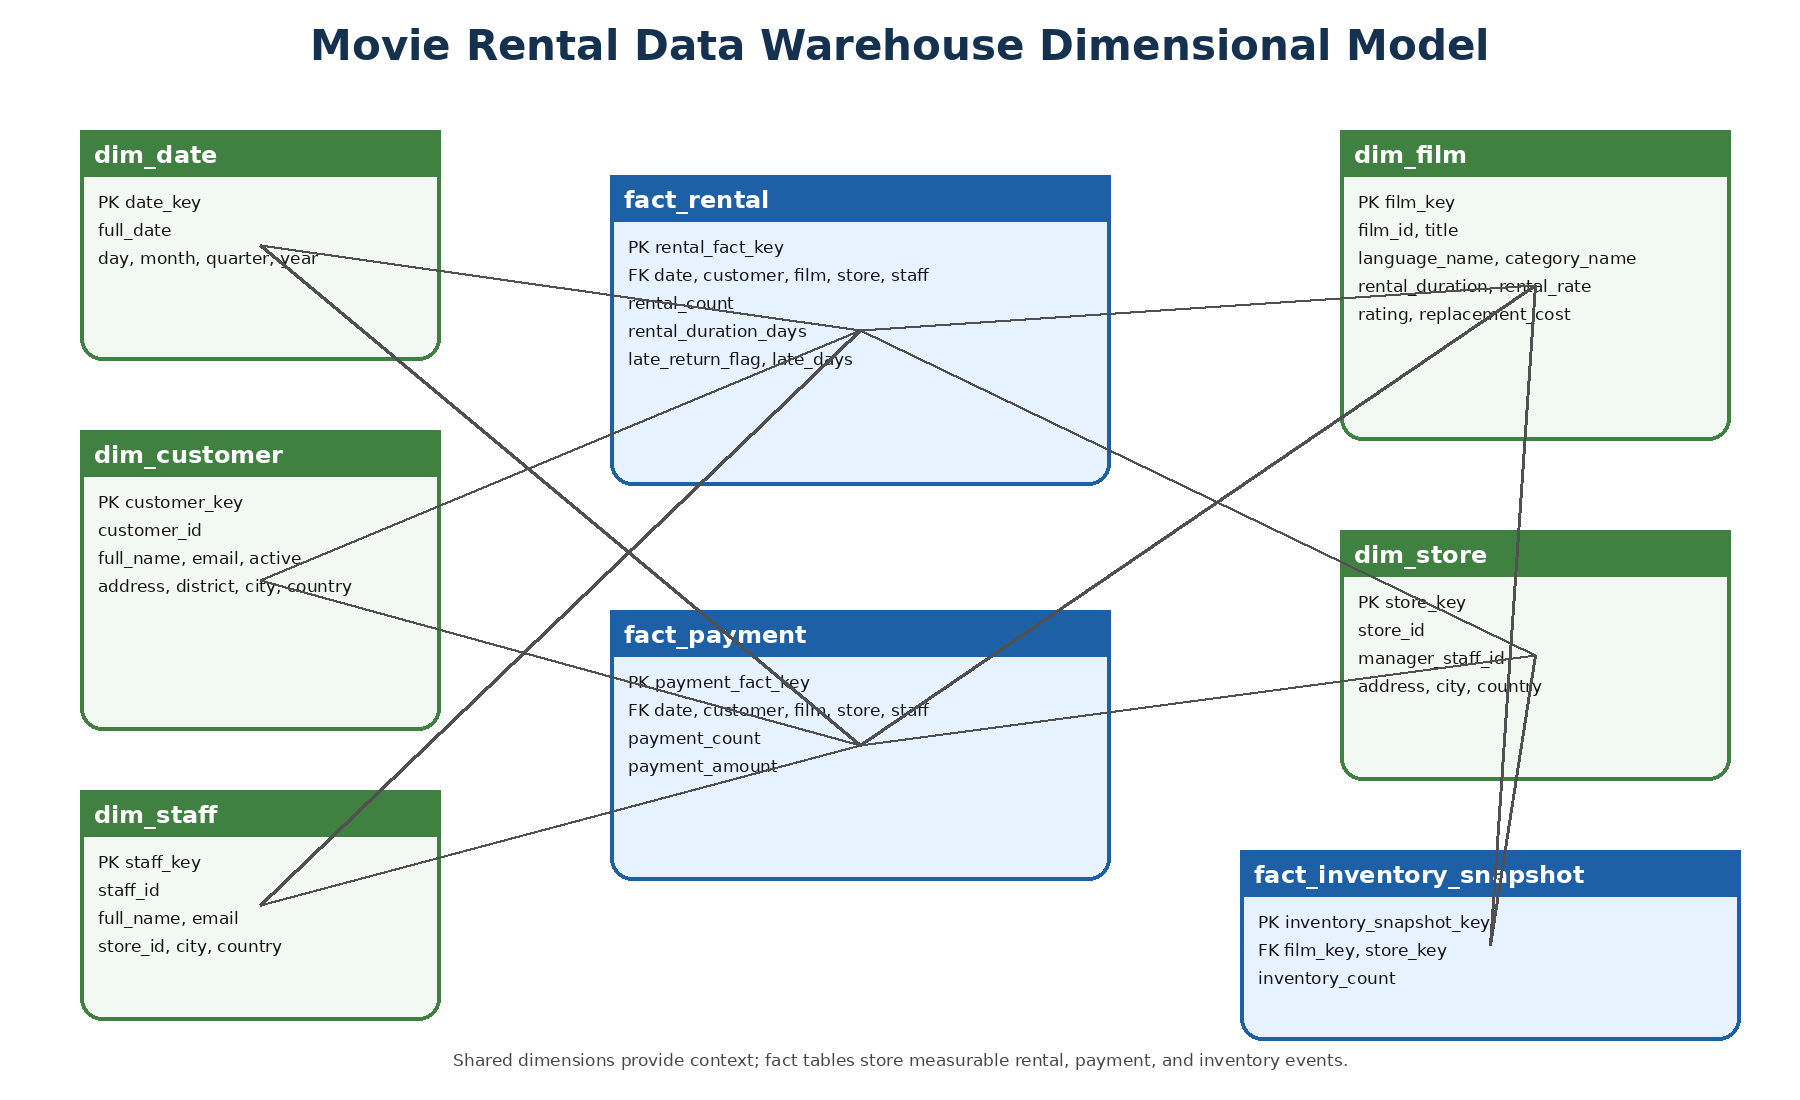 Movie Rental Data Warehouse Dimensional Model
dim_date
PK date_key
full_date
day, month, quarter, year
dim_customer
PK customer_key
customer_id
full_name, email, active
address, district, city, country
dim_staff
PK staff_key
staff_id
full_name, email
store_id, city, country
fact_rental
PK rental_fact_key
FK date, customer, film, store, staff
rental_count
rental_duration_days
late_return_flag, late_days
fact_payment
PK payment_fact_key
FK date, customer, film, store, staff
payment_count
payment_amount
dim_film
PK film_key
film_id, title
language_name, category_name
rental_duration, rental_rate
rating, replacement_cost
dim_store
PK store_key
store_id
manager_staff_id
address, city, country
fact_inventory_snapshot
PK inventory_snapshot_key
FK film_key, store_key
inventory_count
Shared dimensions provide context; fact tables store measurable rental, payment, and inventory events.